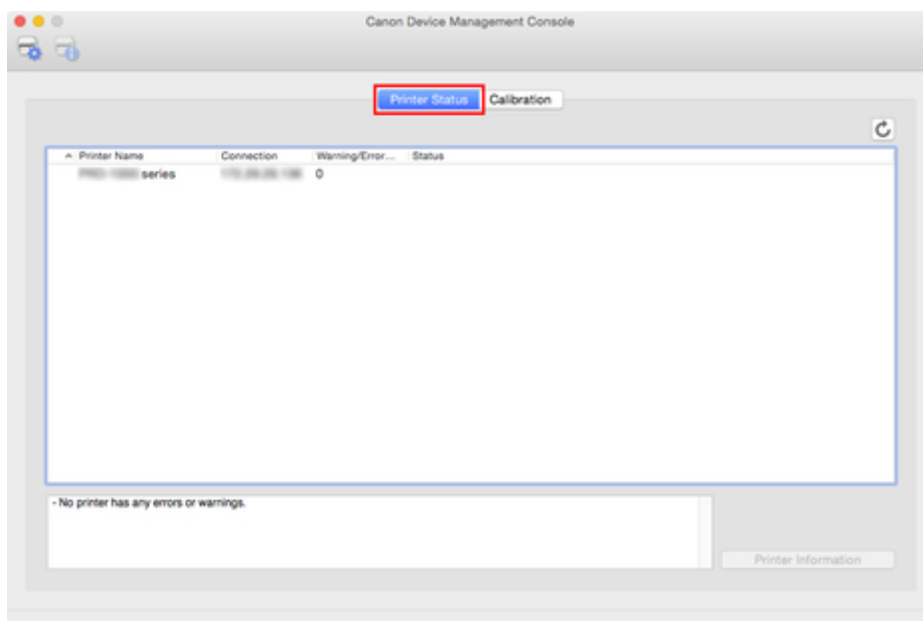 Canon Device Management Console
Printer Status Calibration
Printer Name Connection Warning/Error... Status
series 0
- No printer has any errors or warnings.
Printer Information